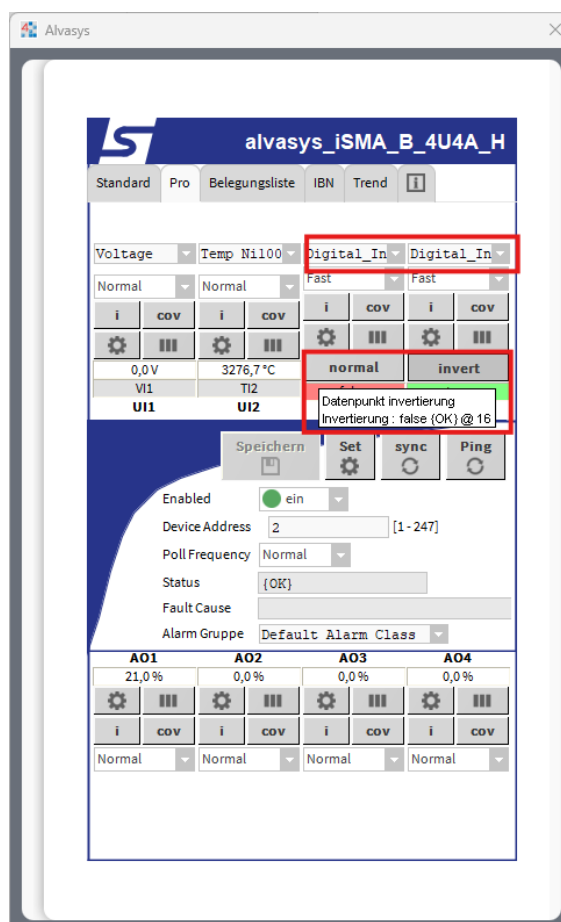 Alvasys
alvasys_iSMA_B_4U4A_H
Standard Pro Belegungsliste IBN Trend i
Voltage Temp Ni100 Digital_In Digital_In
Normal Normal Fast Fast
i cov i cov i cov i cov
0,0 V 3276,7 °C normal invert
VI1 TI2
UI1 UI2
Datenpunkt invertierung
Invertierung : false {OK} @ 16
Speichern Set sync Ping
Enabled ein
Device Address 2 [1 - 247]
Poll Frequency Normal
Status {OK}
Fault Cause
Alarm Gruppe Default Alarm Class
AO1 AO2 AO3 AO4
21,0 % 0,0 % 0,0 % 0,0 %
i cov i cov i cov i cov
Normal Normal Normal Normal